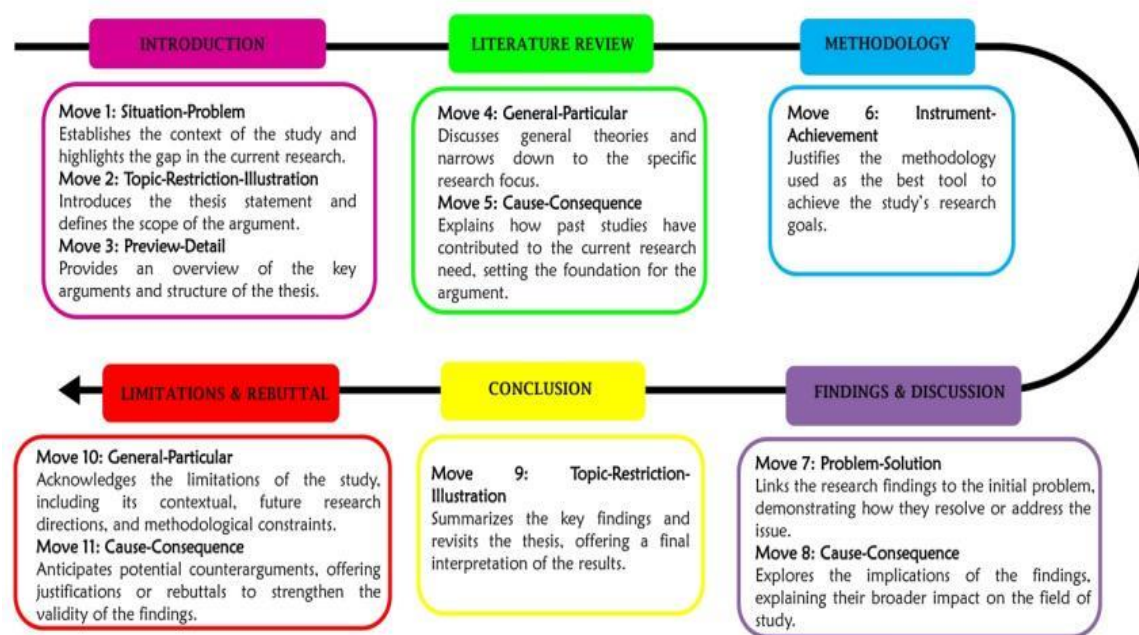 INTRODUCTION
Move 1: Situation-Problem
Establishes the context of the study and
highlights the gap in the current research.
Move 2: Topic-Restriction-Illustration
Introduces the thesis statement and
defines the scope of the argument.
Move 3: Preview-Detail
Provides an overview of the key
arguments and structure of the thesis.
LITERATURE REVIEW
Move 4: General-Particular
Discusses general theories and
narrows down to the specific
research focus.
Move 5: Cause-Consequence
Explains how past studies have
contributed to the current research
need, setting the foundation for the
argument.
METHODOLOGY
Move 6: Instrument-
Achievement
Justifies the methodology
used as the best tool to
achieve the study's research
goals.
FINDINGS & DISCUSSION
Move 7: Problem-Solution
Links the research findings to the initial problem,
demonstrating how they resolve or address the
issue.
Move 8: Cause-Consequence
Explores the implications of the findings,
explaining their broader impact on the field of
study.
CONCLUSION
Move 9: Topic-Restriction-
Illustration
Summarizes the key findings and
revisits the thesis, offering a final
interpretation of the results.
LIMITATIONS & REBUTTAL
Move 10: General-Particular
Acknowledges the limitations of the study,
including its contextual, future research
directions, and methodological constraints.
Move 11: Cause-Consequence
Anticipates potential counterarguments, offering
justifications or rebuttals to strengthen the
validity of the findings.